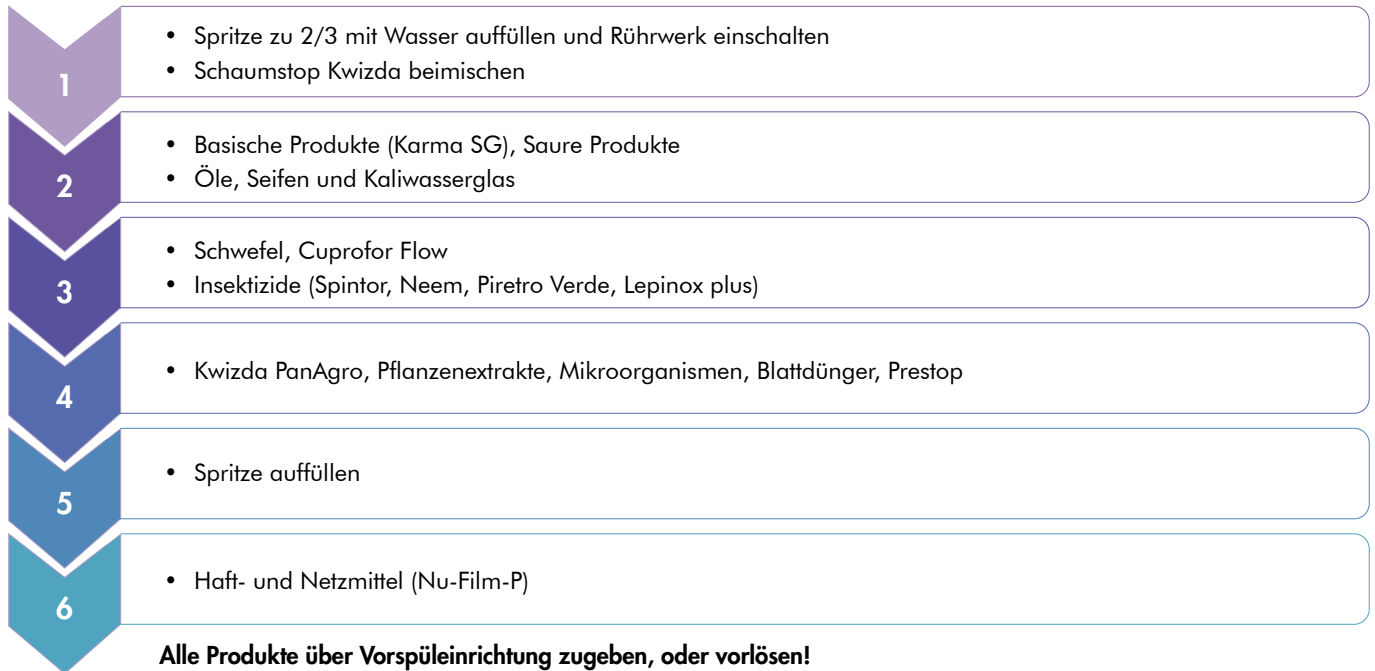 1
• Spritze zu 2/3 mit Wasser auffüllen und Rührwerk einschalten
• Schaumstop Kwizda beimischen
2
• Basische Produkte (Karma SG), Saure Produkte
• Öle, Seifen und Kaliwasserglas
3
• Schwefel, Cuprofor Flow
• Insektizide (Spintor, Neem, Piretro Verde, Lepinox plus)
4
• Kwizda PanAgro, Pflanzenextrakte, Mikroorganismen, Blattdünger, Prestop
5
• Spritze auffüllen
6
• Haft- und Netzmittel (Nu-Film-P)
Alle Produkte über Vorspüleinrichtung zugeben, oder vorlösen!